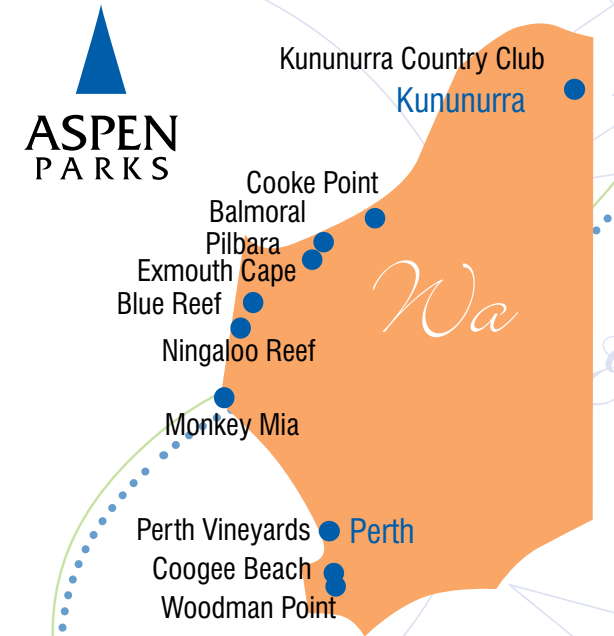 ASPEN
PARKS
Kununurra Country Club
Kununurra
Cooke Point
Balmoral
Pilbara
Exmouth Cape
Blue Reef
Ningaloo Reef
Wa
Monkey Mia
Perth Vineyards
Perth
Coogee Beach
Woodman Point